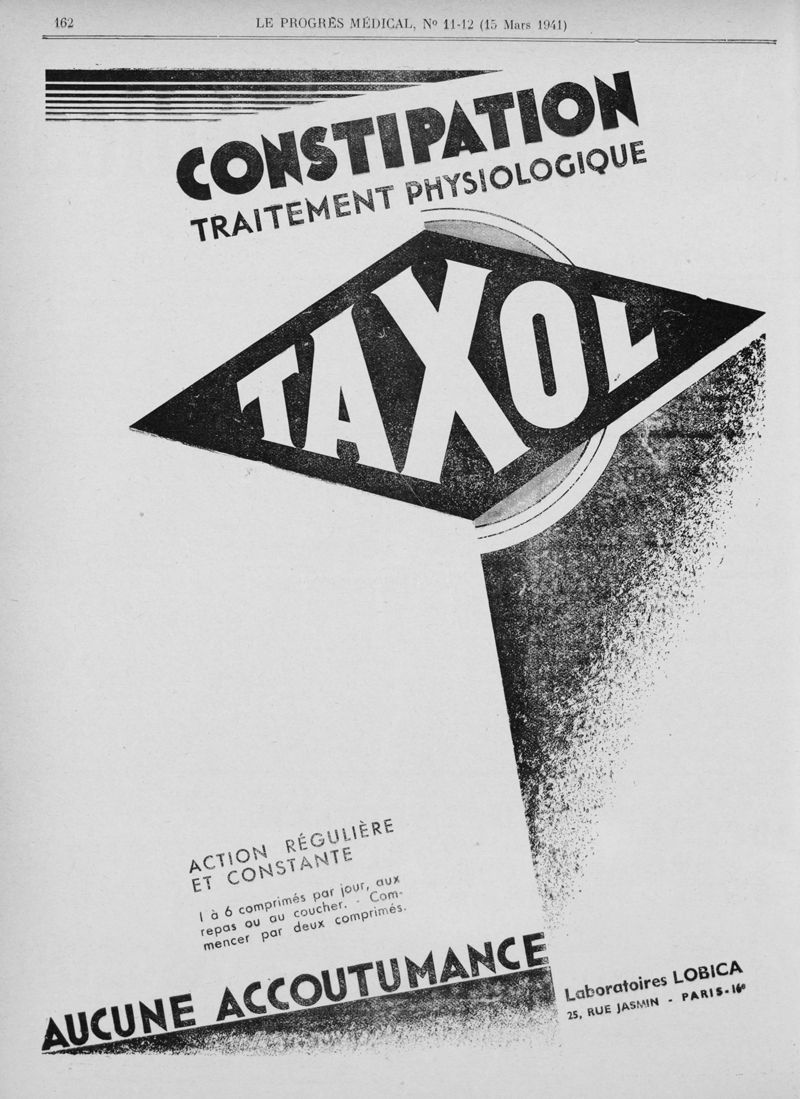 162
LE PROGRÈS MÉDICAL, Nº 11-12 (15 Mars 1941)
CONSTIPATION
TRAITEMENT PHYSIOLOGIQUE
TAXOL
ACTION RÉGULIÈRE
ET CONSTANTE
1 à 6 comprimés par jour, aux
repas ou au coucher. - Com-
mencer par deux comprimés.
AUCUNE ACCOUTUMANCE
Laboratoires LOBICA
25, RUE JASMIN - PARIS-16e